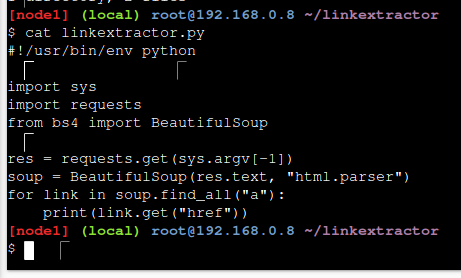 [node1] (local) root@192.168.0.8 ~/linkextractor
$ cat linkextractor.py
#!/usr/bin/env python
import sys
import requests
from bs4 import BeautifulSoup
res = requests.get(sys.argv[-1])
soup = BeautifulSoup(res.text, "html.parser")
for link in soup.find_all("a"):
    print(link.get("href"))
[node1] (local) root@192.168.0.8 ~/linkextractor
$